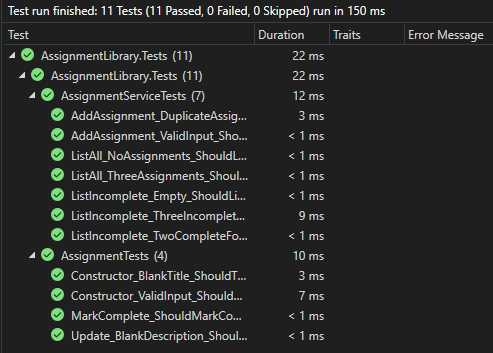 Test run finished: 11 Tests (11 Passed, 0 Failed, 0 Skipped) run in 150 ms
Test Duration Traits Error Message
AssignmentLibrary.Tests (11) 22 ms
AssignmentLibrary.Tests (11) 22 ms
AssignmentServiceTests (7) 12 ms
AddAssignment_DuplicateAssig... 3 ms
AddAssignment_ValidInput_Sho... < 1 ms
ListAll_NoAssignments_ShouldL... < 1 ms
ListAll_ThreeAssignments_Shoul... < 1 ms
ListIncomplete_Empty_ShouldLi... < 1 ms
ListIncomplete_ThreeIncomplet... 9 ms
ListIncomplete_TwoCompleteFo... < 1 ms
AssignmentTests (4) 10 ms
Constructor_BlankTitle_ShouldT... 3 ms
Constructor_ValidInput_Should... 7 ms
MarkComplete_ShouldMarkCo... < 1 ms
Update_BlankDescription_Shoul... < 1 ms